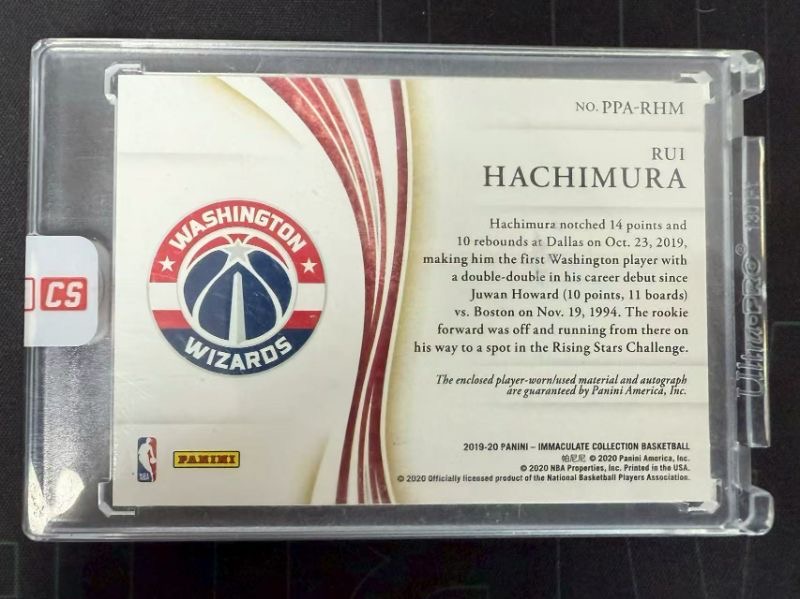 NO. PPA-RHM
RUI
HACHIMURA
Hachimura notched 14 points and
10 rebounds at Dallas on Oct. 23, 2019,
making him the first Washington player with
a double-double in his career debut since
Juwan Howard (10 points, 11 boards)
vs. Boston on Nov. 19, 1994. The rookie
forward was off and running from there on
his way to a spot in the Rising Stars Challenge.
The enclosed player-worn/used material and autograph
are guaranteed by Panini America, Inc.
2019-20 PANINI – IMMACULATE COLLECTION BASKETBALL
帕尼尼 © 2020 Panini America, Inc.
© 2020 NBA Properties, Inc. Printed in the USA.
© 2020 Officially licensed product of the National Basketball Players Association.
WASHINGTON
WIZARDS
CS
PANINI
Ultra•PRO®